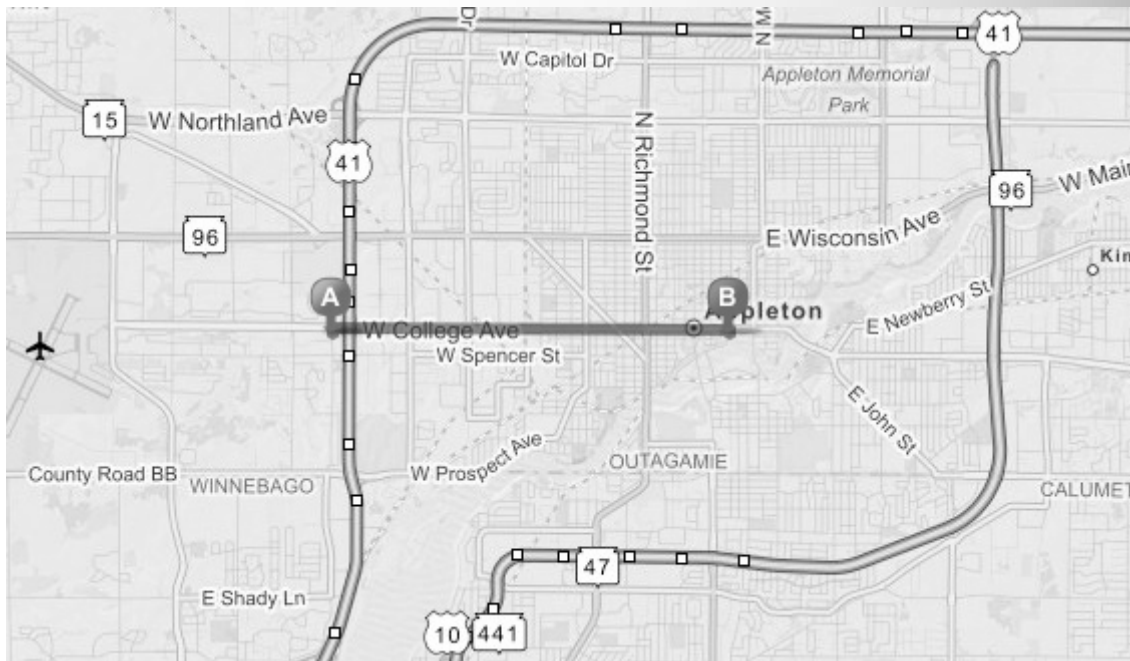 Dr
N M
41
W Capitol Dr
Appleton Memorial
Park
15
W Northland Ave
N Richmond St
41
96
W Main
96
E Wisconsin Ave
Kim
A
B
Appleton
E Newberry St
W College Ave
W Spencer St
E John St
W Prospect Ave
OUTAGAMIE
County Road BB
WINNEBAGO
CALUMET
47
E Shady Ln
10
441